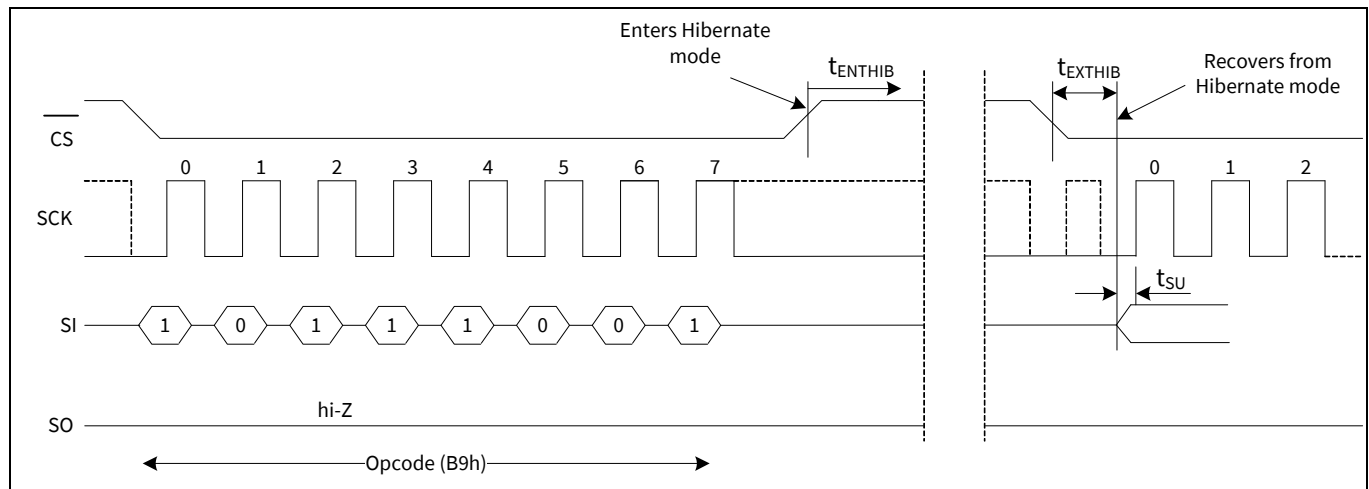 Enters Hibernate
mode
tENTHIB
tEXTHIB
Recovers from
Hibernate mode
CS
0 1 2 3 4 5 6 7 0 1 2
SCK
tSU
SI 1 0 1 1 1 0 0 1
hi-Z
SO
Opcode (B9h)